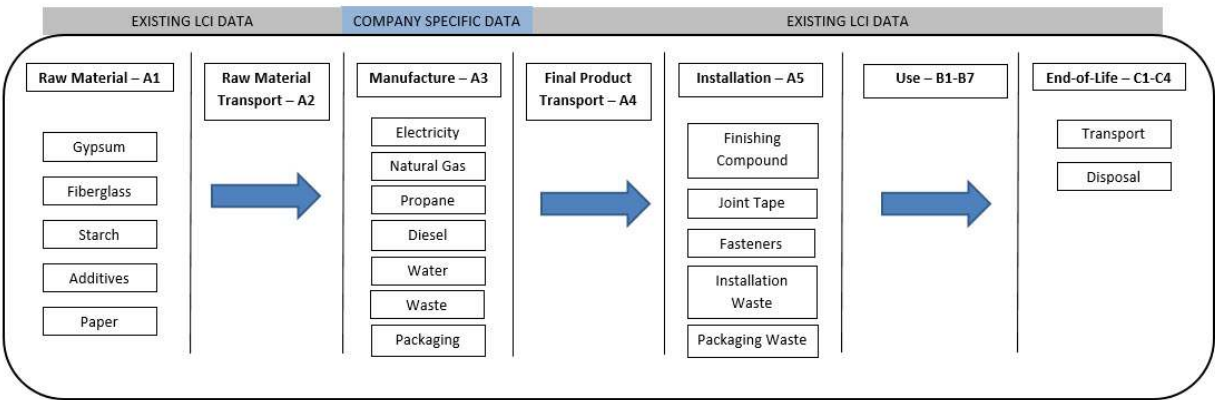 EXISTING LCI DATA
COMPANY SPECIFIC DATA
EXISTING LCI DATA
Raw Material – A1
Gypsum
Fiberglass
Starch
Additives
Paper
Raw Material
Transport – A2
Manufacture – A3
Electricity
Natural Gas
Propane
Diesel
Water
Waste
Packaging
Final Product
Transport – A4
Installation – A5
Finishing
Compound
Joint Tape
Fasteners
Installation
Waste
Packaging Waste
Use – B1-B7
End-of-Life – C1-C4
Transport
Disposal